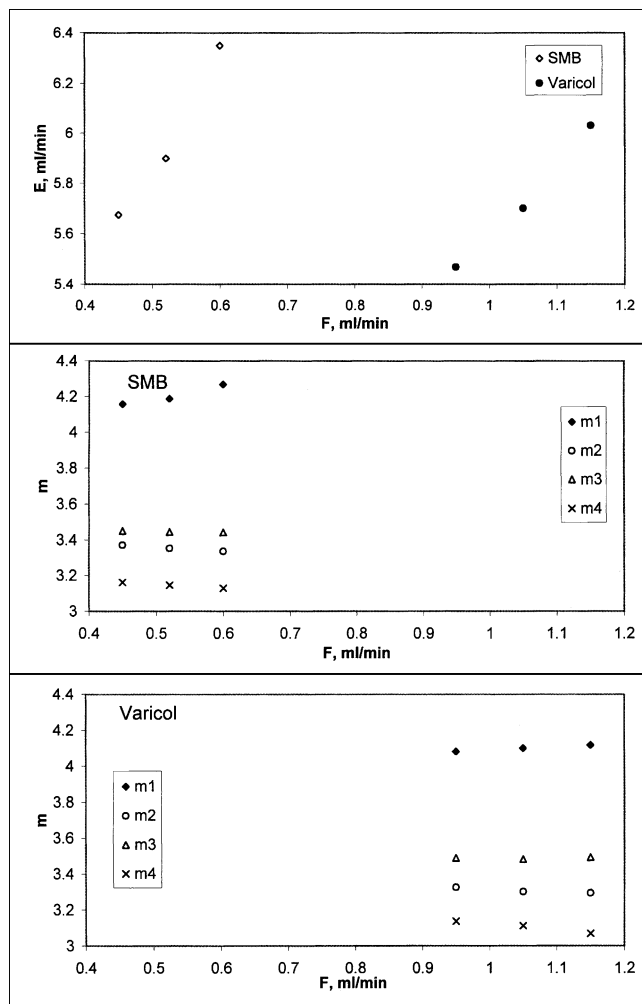 6.4
6.2
6
5.8
5.6
5.4
E, ml/min
SMB
Varicol
0.4 0.5 0.6 0.7 0.8 0.9 1 1.1 1.2
F, ml/min
4.4
4.2
4
3.8
3.6
3.4
3.2
3
m
SMB
m1
m2
m3
m4
0.4 0.5 0.6 0.7 0.8 0.9 1 1.1 1.2
F, ml/min
4.4
4.2
4
3.8
3.6
3.4
3.2
3
m
Varicol
m1
m2
m3
m4
0.4 0.5 0.6 0.7 0.8 0.9 1 1.1 1.2
F, ml/min